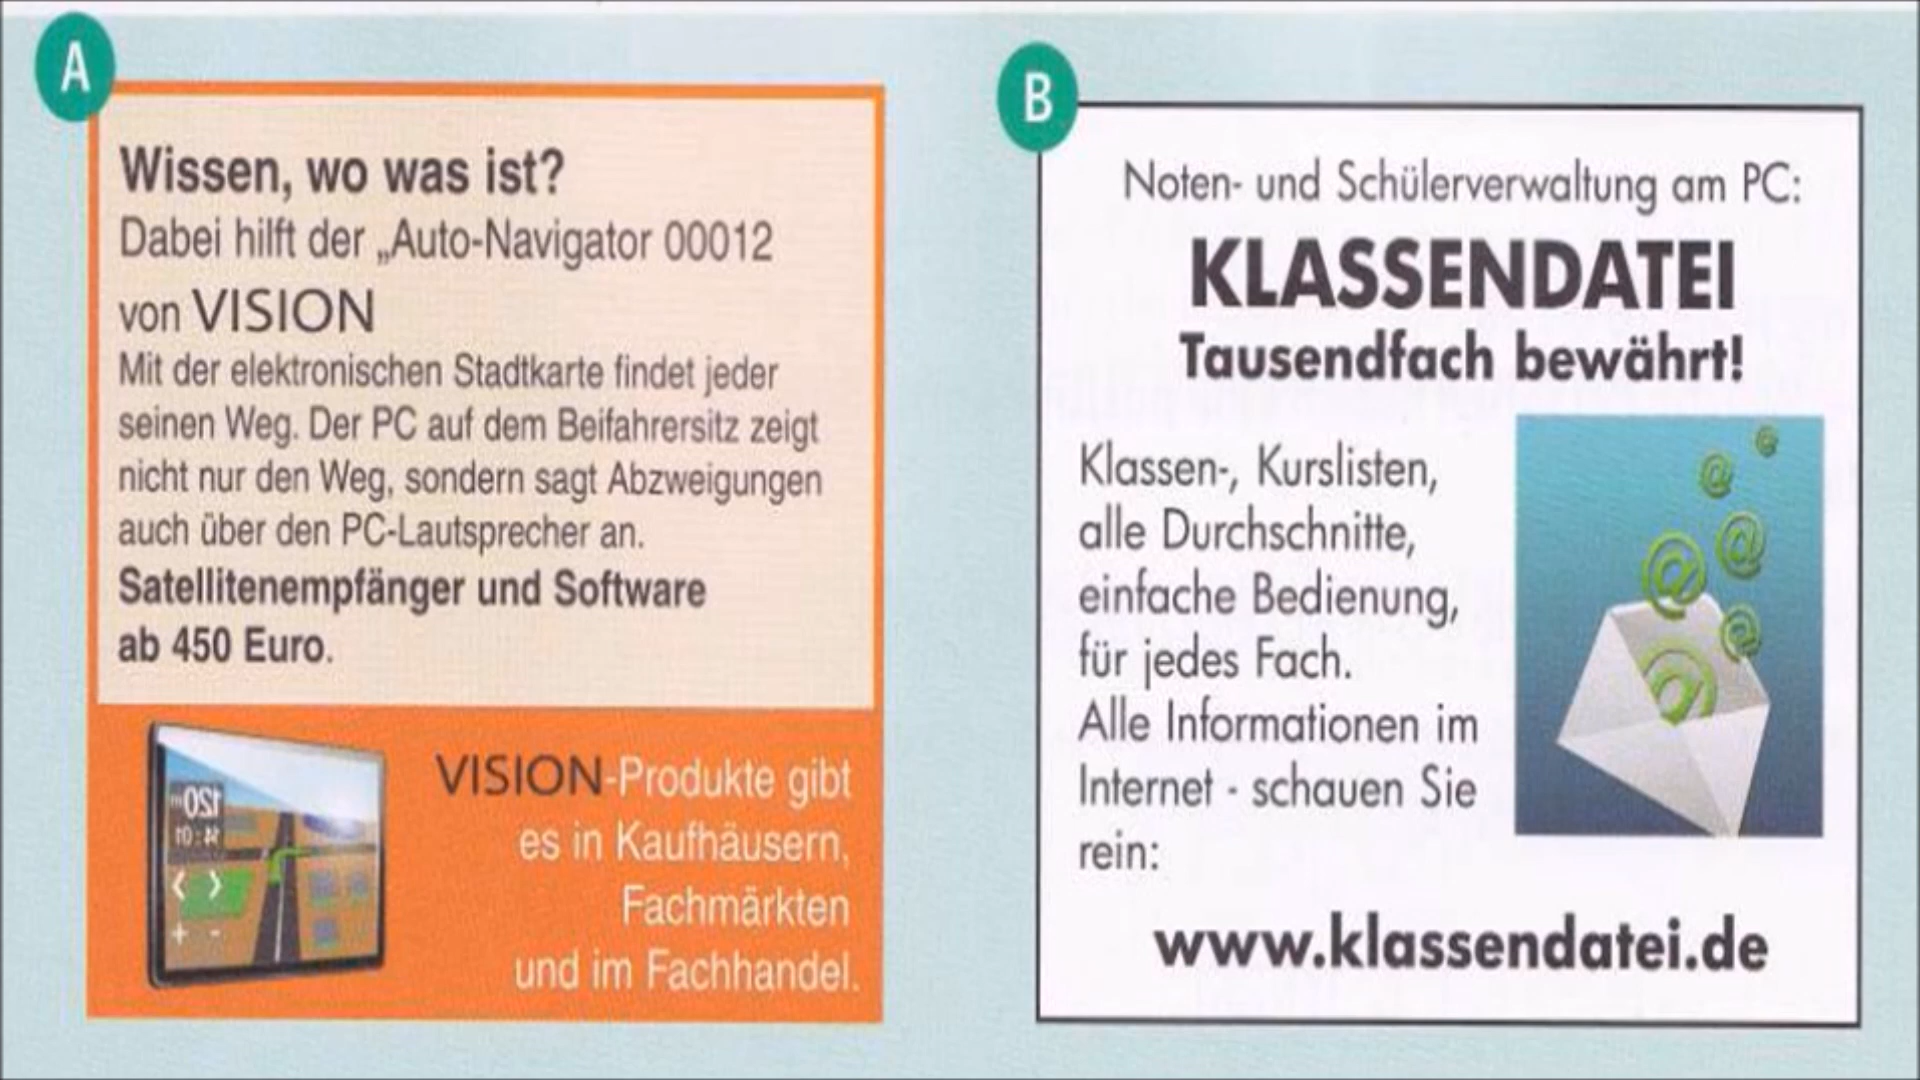 A
Wissen, wo was ist?
Dabei hilft der „Auto-Navigator 00012
von VISION
Mit der elektronischen Stadtkarte findet jeder
seinen Weg. Der PC auf dem Beifahrersitz zeigt
nicht nur den Weg, sondern sagt Abzweigungen
auch über den PC-Lautsprecher an.
Satellitenempfänger und Software
ab 450 Euro.
120 m
14:01
< >
+ -
VISION-Produkte gibt
es in Kaufhäusern,
Fachmärkten
und im Fachhandel.
B
Noten- und Schülerverwaltung am PC:
KLASSENDATEI
Tausendfach bewährt!
Klassen-, Kurslisten,
alle Durchschnitte,
einfache Bedienung,
für jedes Fach.
Alle Informationen im
Internet - schauen Sie
rein:
@
@
@
@
@
@
www.klassendatei.de